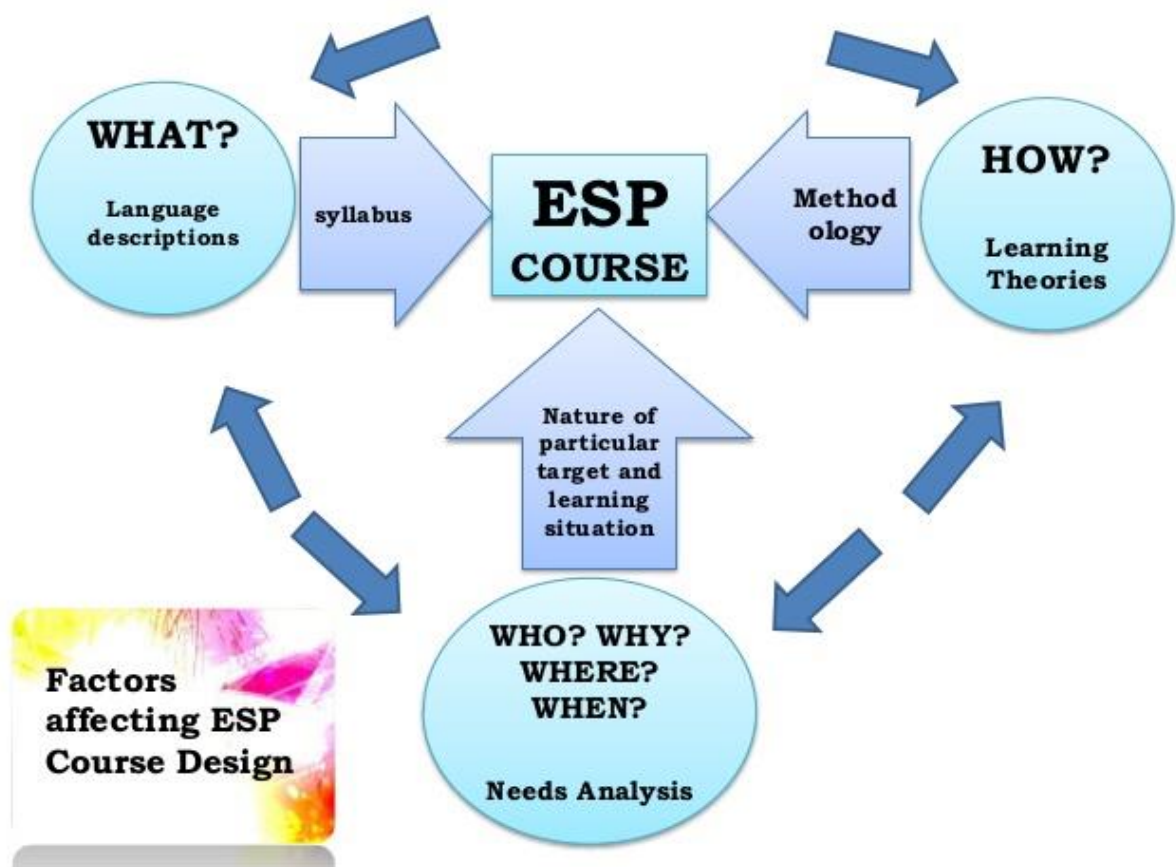 WHAT?
Language
descriptions
syllabus
ESP
COURSE
Method
ology
HOW?
Learning
Theories
Nature of
particular
target and
learning
situation
WHO? WHY?
WHERE?
WHEN?
Needs Analysis
Factors
affecting ESP
Course Design